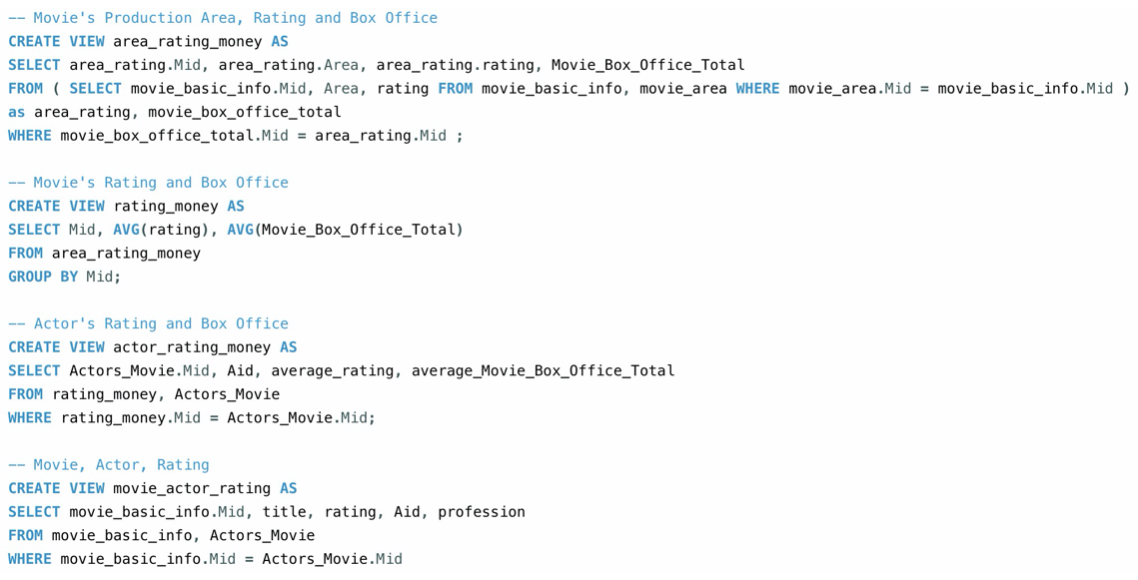 -- Movie's Production Area, Rating and Box Office
CREATE VIEW area_rating_money AS
SELECT area_rating.Mid, area_rating.Area, area_rating.rating, Movie_Box_Office_Total
FROM ( SELECT movie_basic_info.Mid, Area, rating FROM movie_basic_info, movie_area WHERE movie_area.Mid = movie_basic_info.Mid )
as area_rating, movie_box_office_total
WHERE movie_box_office_total.Mid = area_rating.Mid ;
-- Movie's Rating and Box Office
CREATE VIEW rating_money AS
SELECT Mid, AVG(rating), AVG(Movie_Box_Office_Total)
FROM area_rating_money
GROUP BY Mid;
-- Actor's Rating and Box Office
CREATE VIEW actor_rating_money AS
SELECT Actors_Movie.Mid, Aid, average_rating, average_Movie_Box_Office_Total
FROM rating_money, Actors_Movie
WHERE rating_money.Mid = Actors_Movie.Mid;
-- Movie, Actor, Rating
CREATE VIEW movie_actor_rating AS
SELECT movie_basic_info.Mid, title, rating, Aid, profession
FROM movie_basic_info, Actors_Movie
WHERE movie_basic_info.Mid = Actors_Movie.Mid